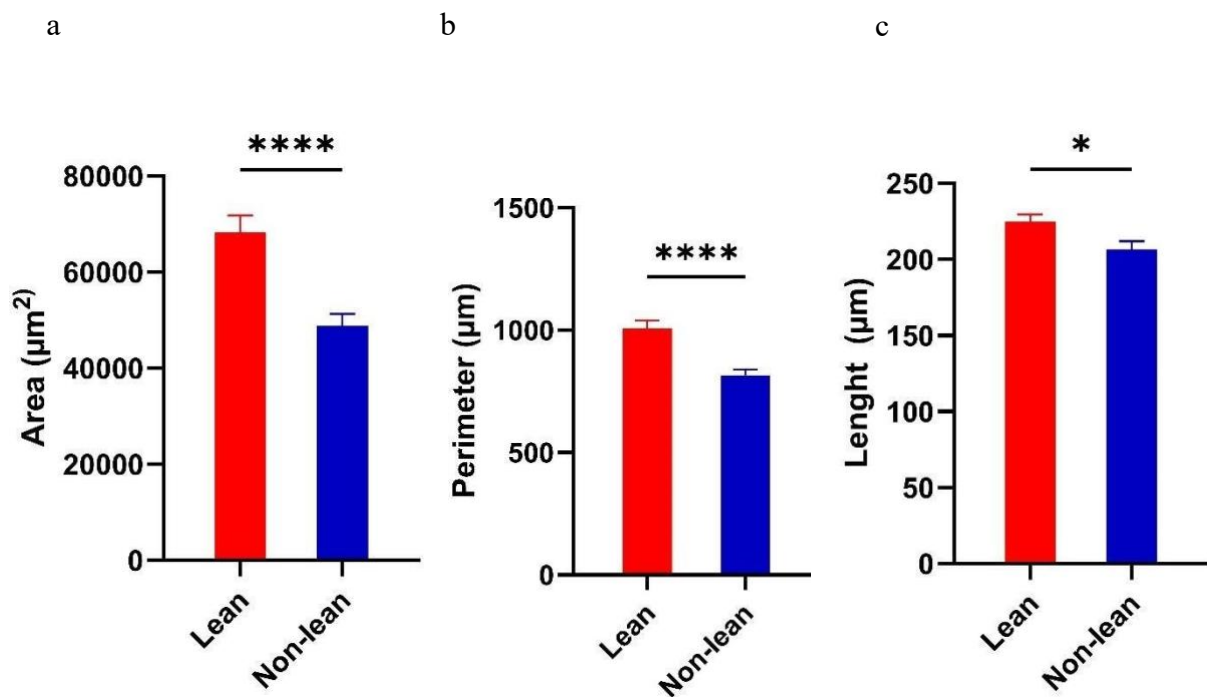 a
b
c
****
80000
60000
40000
20000
0
Area (µm²)
Lean
Non-lean
****
1500
1000
500
0
Perimeter (µm)
Lean
Non-lean
*
250
200
150
100
50
0
Lenght (µm)
Lean
Non-lean